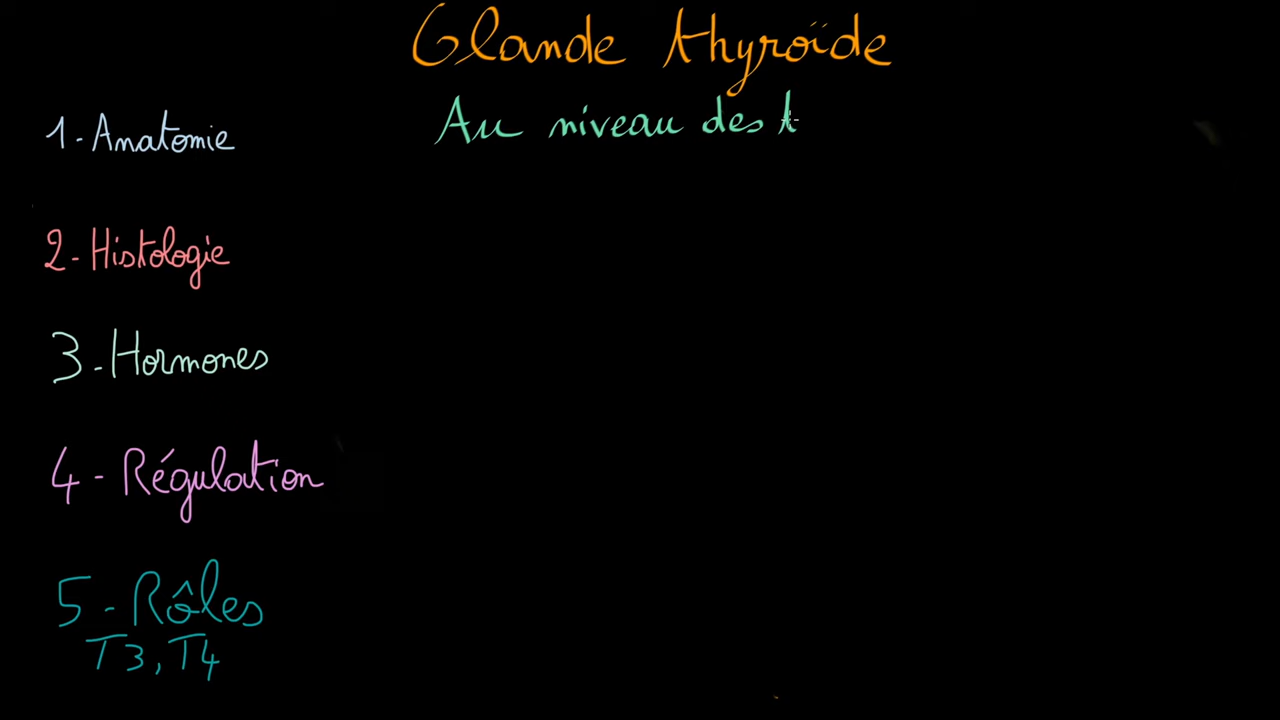 Glande thyroïde
Au niveau des t
1- Anatomie
2- Histologie
3- Hormones
4- Régulation
5- Rôles
T3, T4